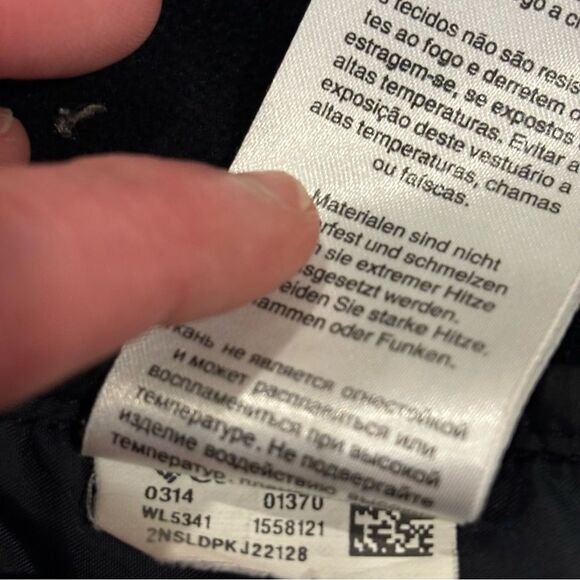 go a c
tecidos não são resis
tes ao fogo e derretem
estragem-se, se expostos
altas temperaturas. Evitar a
exposição deste vestuário a
altas temperaturas, chamas
ou faíscas.
Materialen sind nicht
rfest und schmelzen
sie extremer Hitze
sgesetzt werden.
eiden Sie starke Hitze,
ammen oder Funken.
кань не является огнестойкой
и может расплавиться или
воспламениться при высокой
температуре. Не подвергайте
изделие воздействию
температур,
0314 0137U
WL5341 1558121
2NSLDPKJ22128